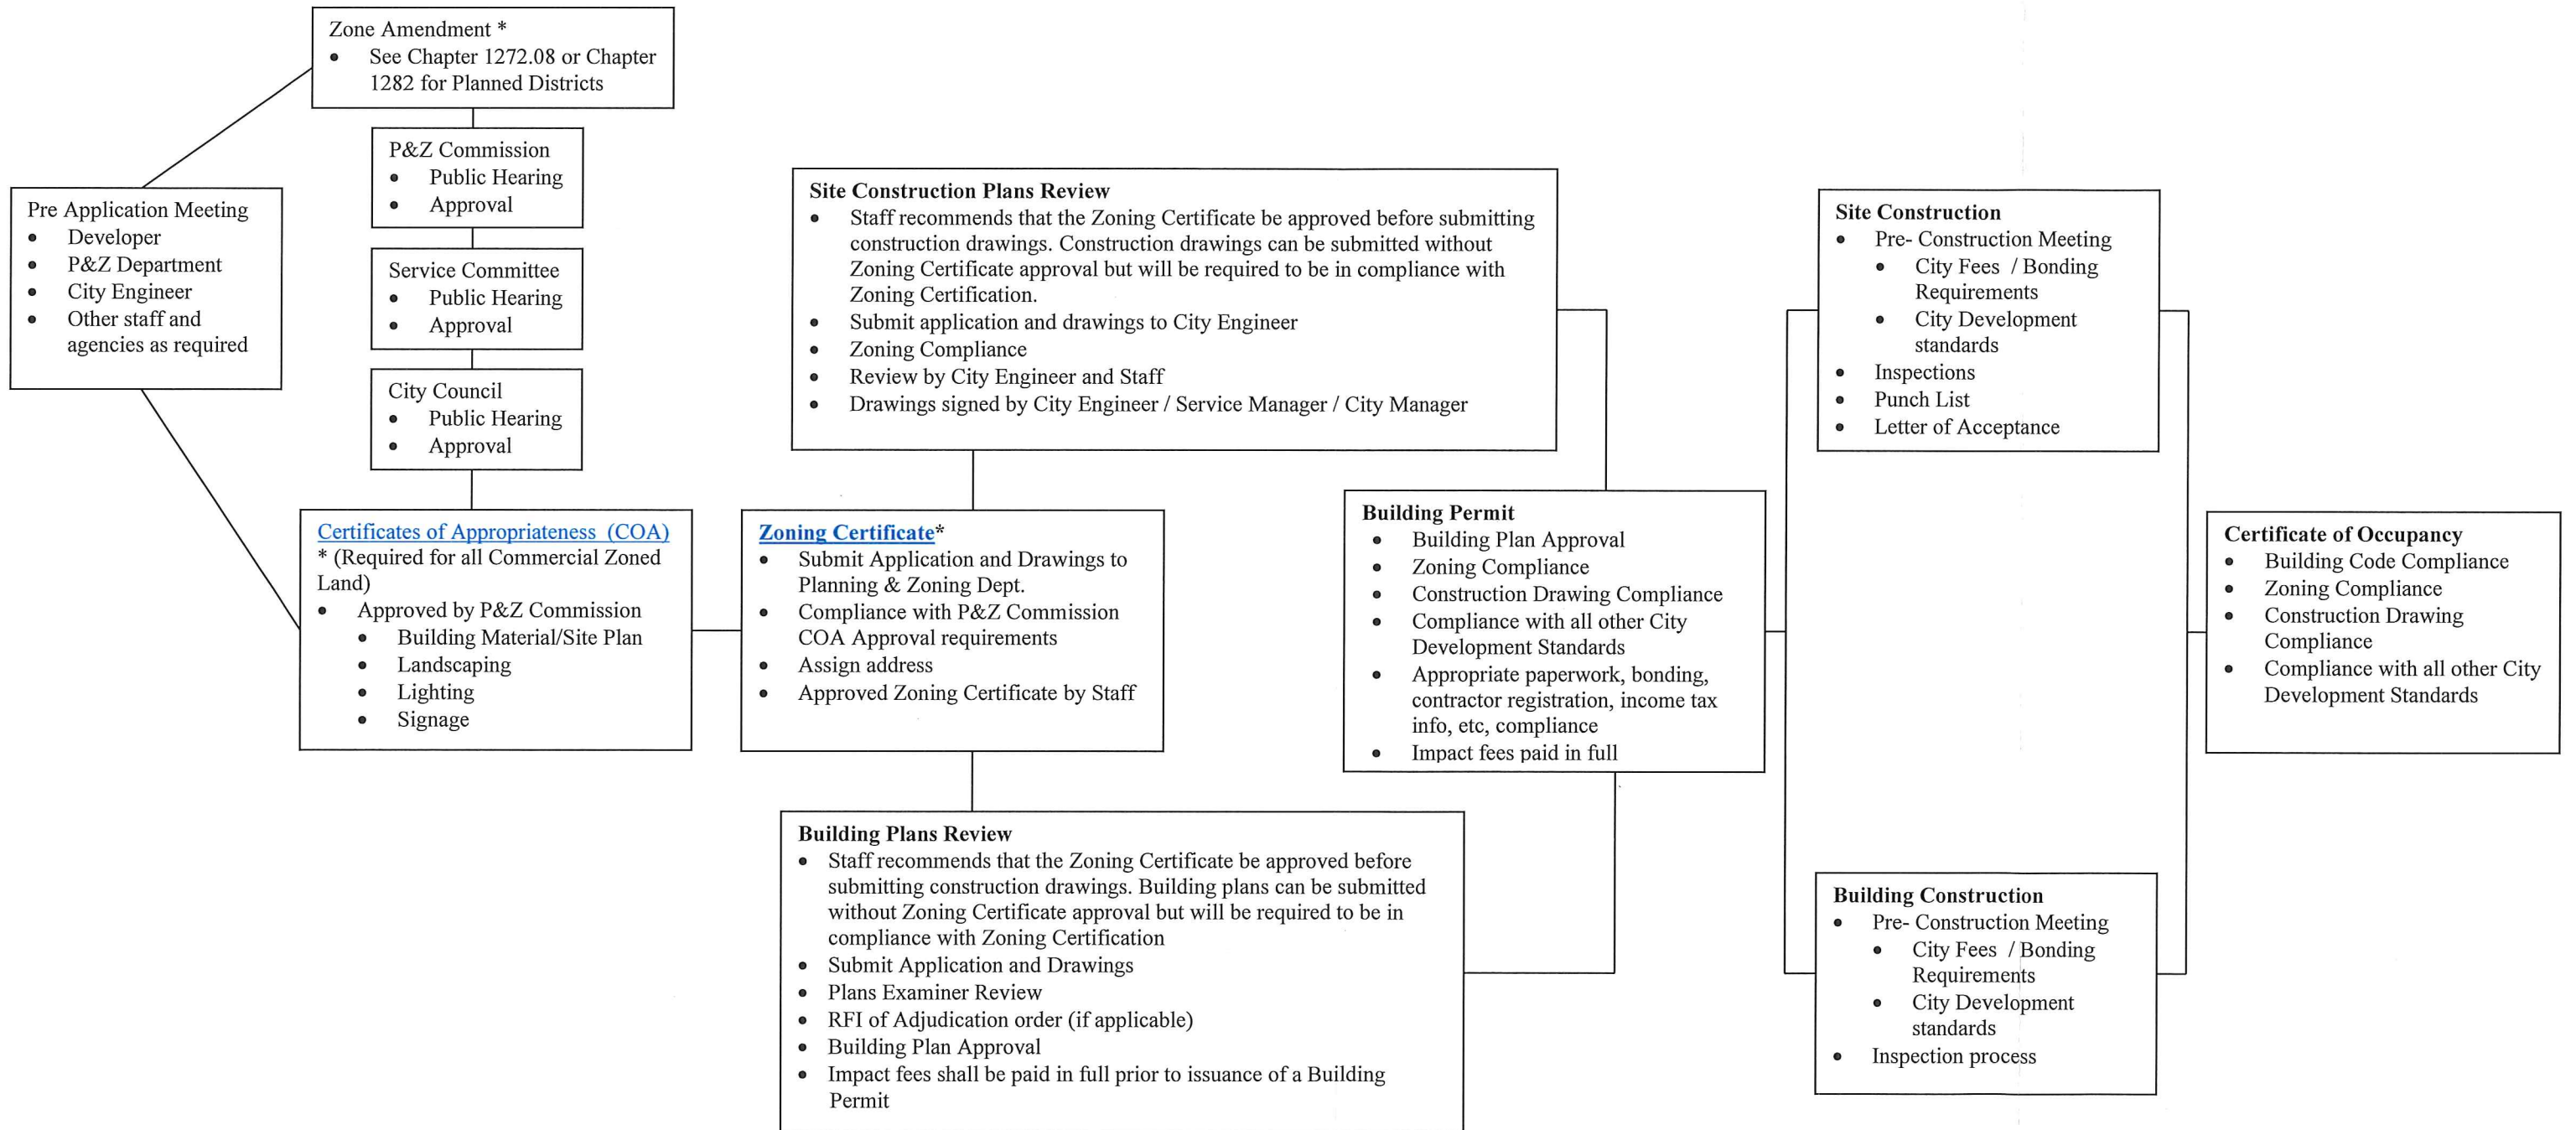 Zone Amendment *
• See Chapter 1272.08 or Chapter
1282 for Planned Districts
P&Z Commission
• Public Hearing
• Approval
Service Committee
• Public Hearing
• Approval
City Council
• Public Hearing
• Approval
Pre Application Meeting
• Developer
• P&Z Department
• City Engineer
• Other staff and
agencies as required
Certificates of Appropriateness (COA)
* (Required for all Commercial Zoned
Land)
• Approved by P&Z Commission
• Building Material/Site Plan
• Landscaping
• Lighting
• Signage
Site Construction Plans Review
• Staff recommends that the Zoning Certificate be approved before submitting
construction drawings. Construction drawings can be submitted without
Zoning Certificate approval but will be required to be in compliance with
Zoning Certification.
• Submit application and drawings to City Engineer
• Zoning Compliance
• Review by City Engineer and Staff
• Drawings signed by City Engineer / Service Manager / City Manager
Zoning Certificate*
• Submit Application and Drawings to
Planning & Zoning Dept.
• Compliance with P&Z Commission
COA Approval requirements
• Assign address
• Approved Zoning Certificate by Staff
Building Plans Review
• Staff recommends that the Zoning Certificate be approved before
submitting construction drawings. Building plans can be submitted
without Zoning Certificate approval but will be required to be in
compliance with Zoning Certification
• Submit Application and Drawings
• Plans Examiner Review
• RFI of Adjudication order (if applicable)
• Building Plan Approval
• Impact fees shall be paid in full prior to issuance of a Building
Permit
Building Permit
• Building Plan Approval
• Zoning Compliance
• Construction Drawing Compliance
• Compliance with all other City
Development Standards
• Appropriate paperwork, bonding,
contractor registration, income tax
info, etc, compliance
• Impact fees paid in full
Site Construction
• Pre- Construction Meeting
• City Fees / Bonding
Requirements
• City Development
standards
• Inspections
• Punch List
• Letter of Acceptance
Building Construction
• Pre- Construction Meeting
• City Fees / Bonding
Requirements
• City Development
standards
• Inspection process
Certificate of Occupancy
• Building Code Compliance
• Zoning Compliance
• Construction Drawing
Compliance
• Compliance with all other City
Development Standards